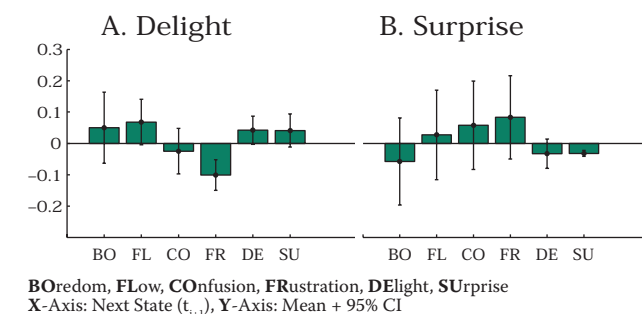 A. Delight
B. Surprise
0.3
0.2
0.1
0
−0.1
−0.2
BO FL CO FR DE SU
BO FL CO FR DE SU
BOredom, FLow, COnfusion, FRustration, DElight, SUrprise
X-Axis: Next State (t_{i+1}), Y-Axis: Mean + 95% CI